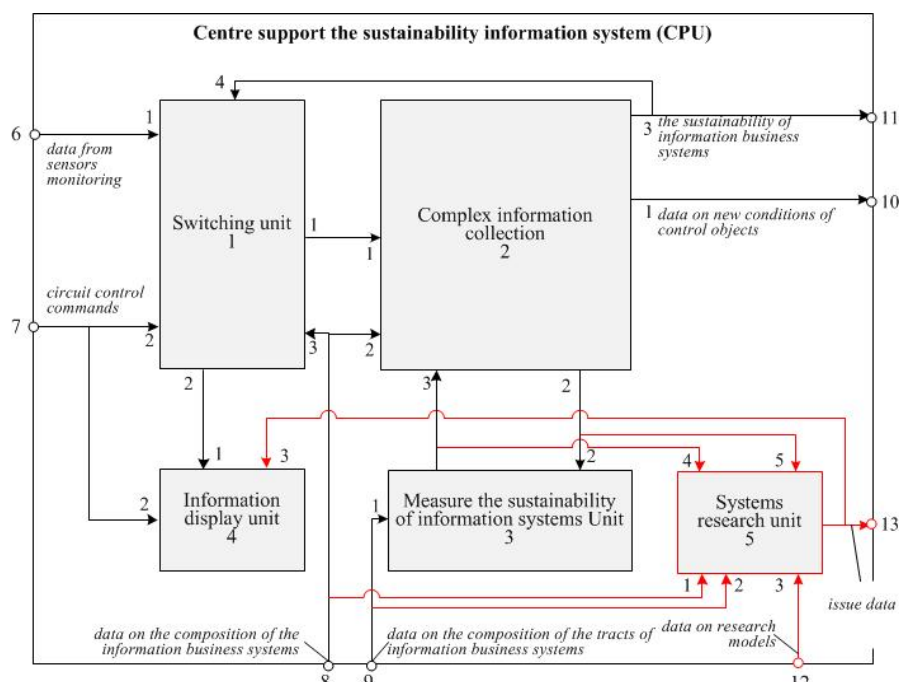 Centre support the sustainability information system (CPU)
4
6
1
data from
sensors
monitoring
3
the sustainability of
information business
systems
11
Switching unit
1
1
1
Complex information
collection
2
1
data on new conditions of
control objects
10
circuit control
commands
7
2
3
2
2
3
2
1
3
2
4
5
2
Information
display unit
4
1
Measure the sustainability
of information systems Unit
3
Systems
research unit
5
13
1
2
3
issue data
data on the composition of the
information business systems
data on the composition of the tracts of
information business systems
data on research
models
8
9
12